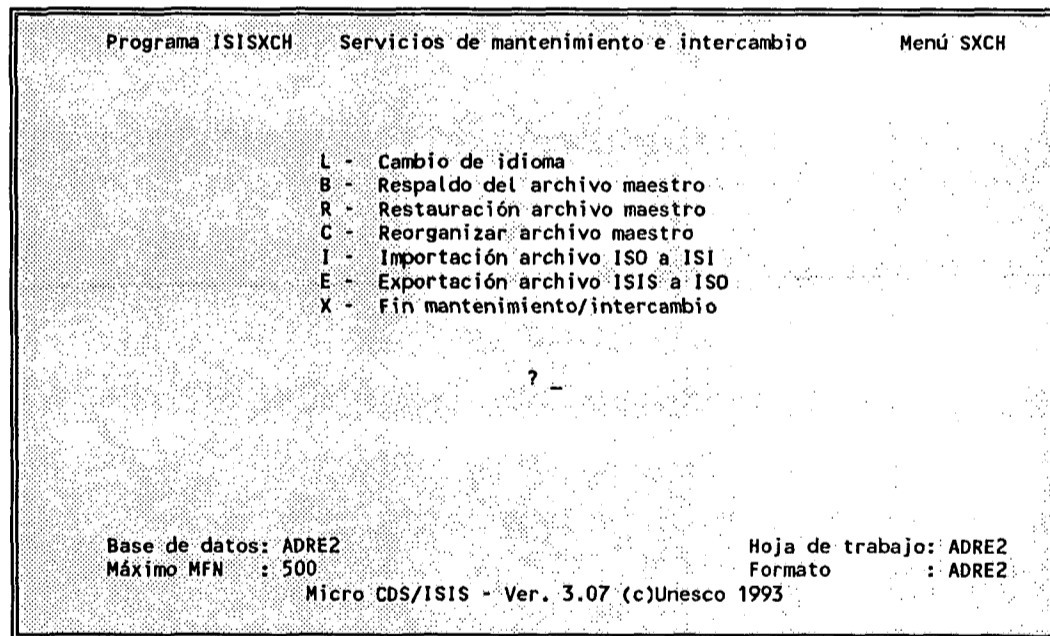 Programa ISISXCH Servicios de mantenimiento e intercambio Menú SXCH
L - Cambio de idioma
B - Respaldo del archivo maestro
R - Restauración archivo maestro
C - Reorganizar archivo maestro
I - Importación archivo ISO a ISI
E - Exportación archivo ISIS a ISO
X - Fin mantenimiento/intercambio
? _
Base de datos: ADRE2 Hoja de trabajo: ADRE2
Máximo MFN : 500 Formato : ADRE2
Micro CDS/ISIS - Ver. 3.07 (c)Unesco 1993